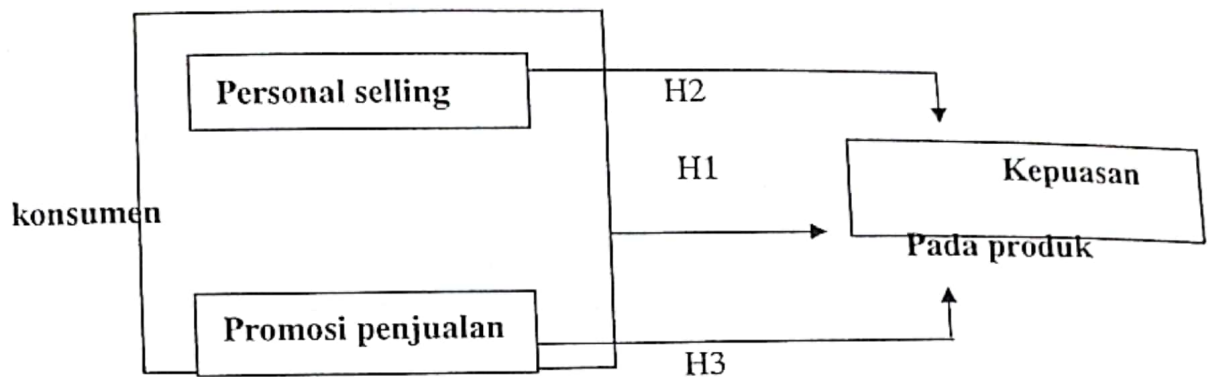 Personal selling
H2
H1
Kepuasan
konsumen
Pada produk
Promosi penjualan
H3